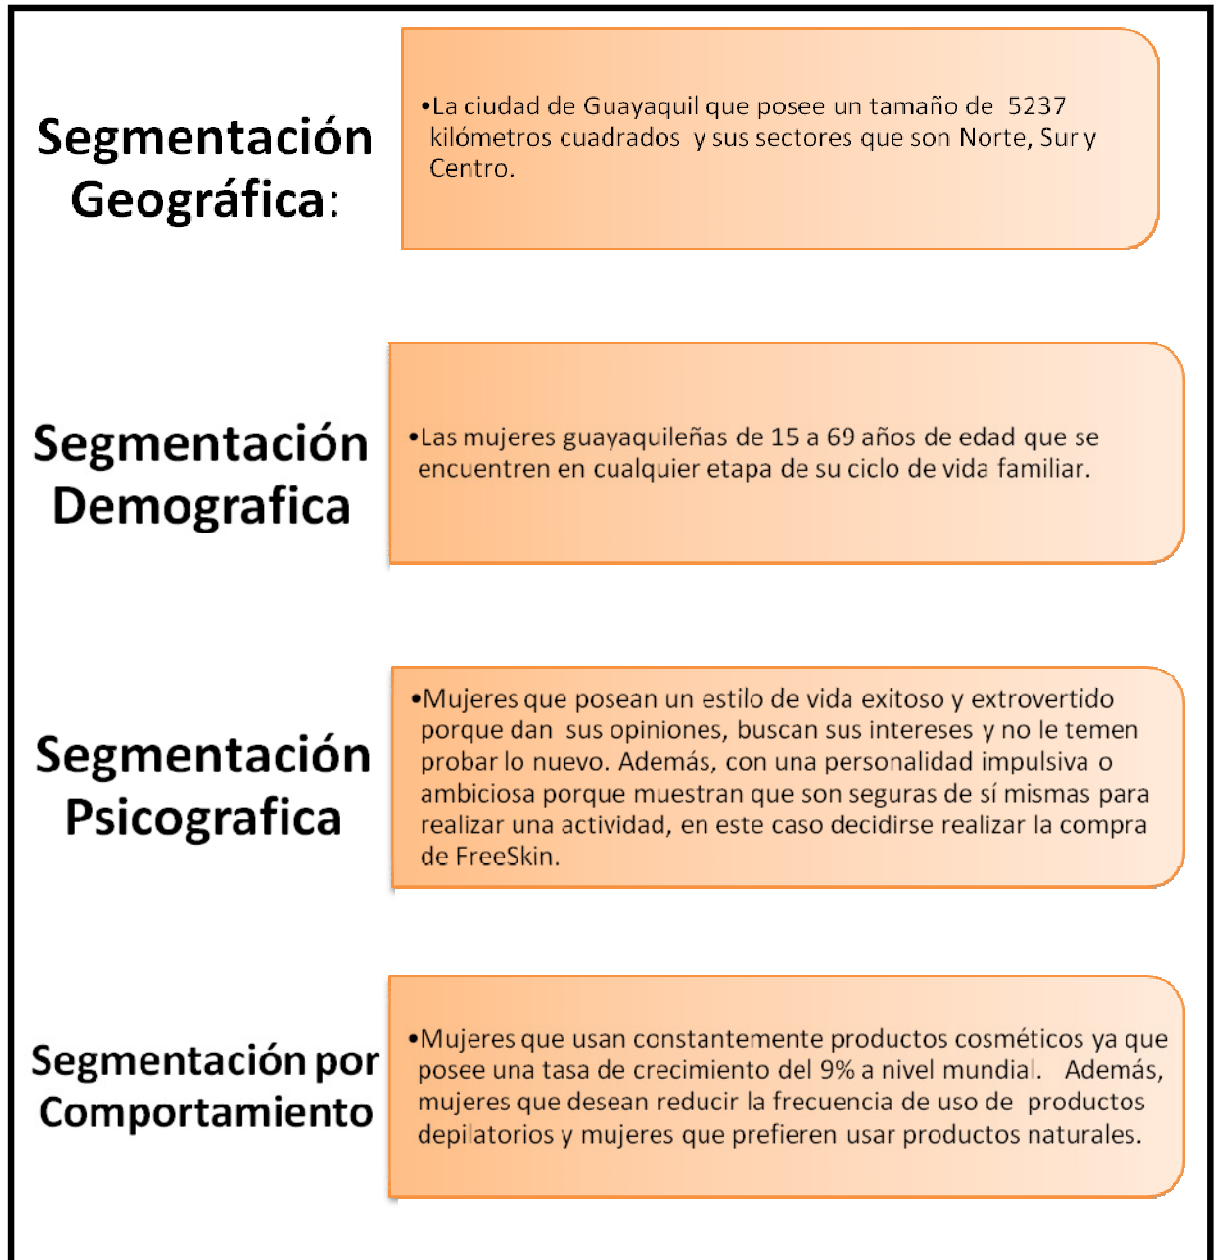 Segmentación
Geográfica:
•La ciudad de Guayaquil que posee un tamaño de  5237
kilómetros cuadrados  y sus sectores que son Norte, Sur y
Centro.
Segmentación
Demografica
•Las mujeres guayaquileñas de 15 a 69 años de edad que se
encuentren en cualquier etapa de su ciclo de vida familiar.
Segmentación
Psicografica
•Mujeres que posean un estilo de vida exitoso y extrovertido
porque dan  sus opiniones, buscan sus intereses y no le temen
probar lo nuevo. Además, con una personalidad impulsiva o
ambiciosa porque muestran que son seguras de sí mismas para
realizar una actividad, en este caso decidirse realizar la compra
de FreeSkin.
Segmentación por
Comportamiento
•Mujeres que usan constantemente productos cosméticos ya que
posee una tasa de crecimiento del 9% a nivel mundial.   Además,
mujeres que desean reducir la frecuencia de uso de  productos
depilatorios y mujeres que prefieren usar productos naturales.